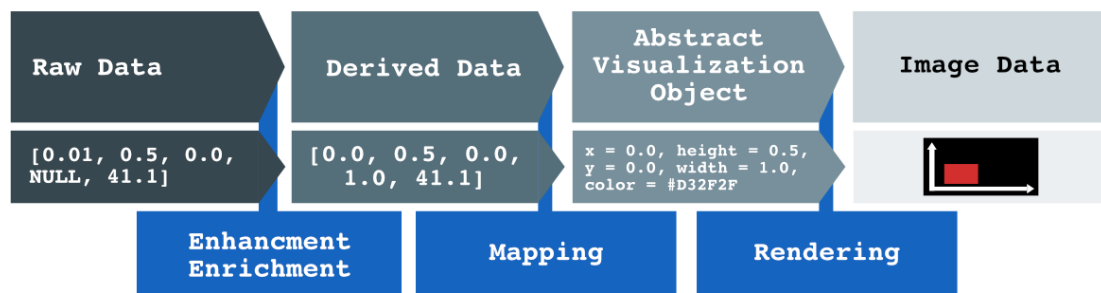 Raw Data
Derived Data
Abstract
Visualization
Object
Image Data
[0.01, 0.5, 0.0,
NULL, 41.1]
[0.0, 0.5, 0.0,
1.0, 41.1]
x = 0.0, height = 0.5,
y = 0.0, width = 1.0,
color = #D32F2F
Enhancment
Enrichment
Mapping
Rendering